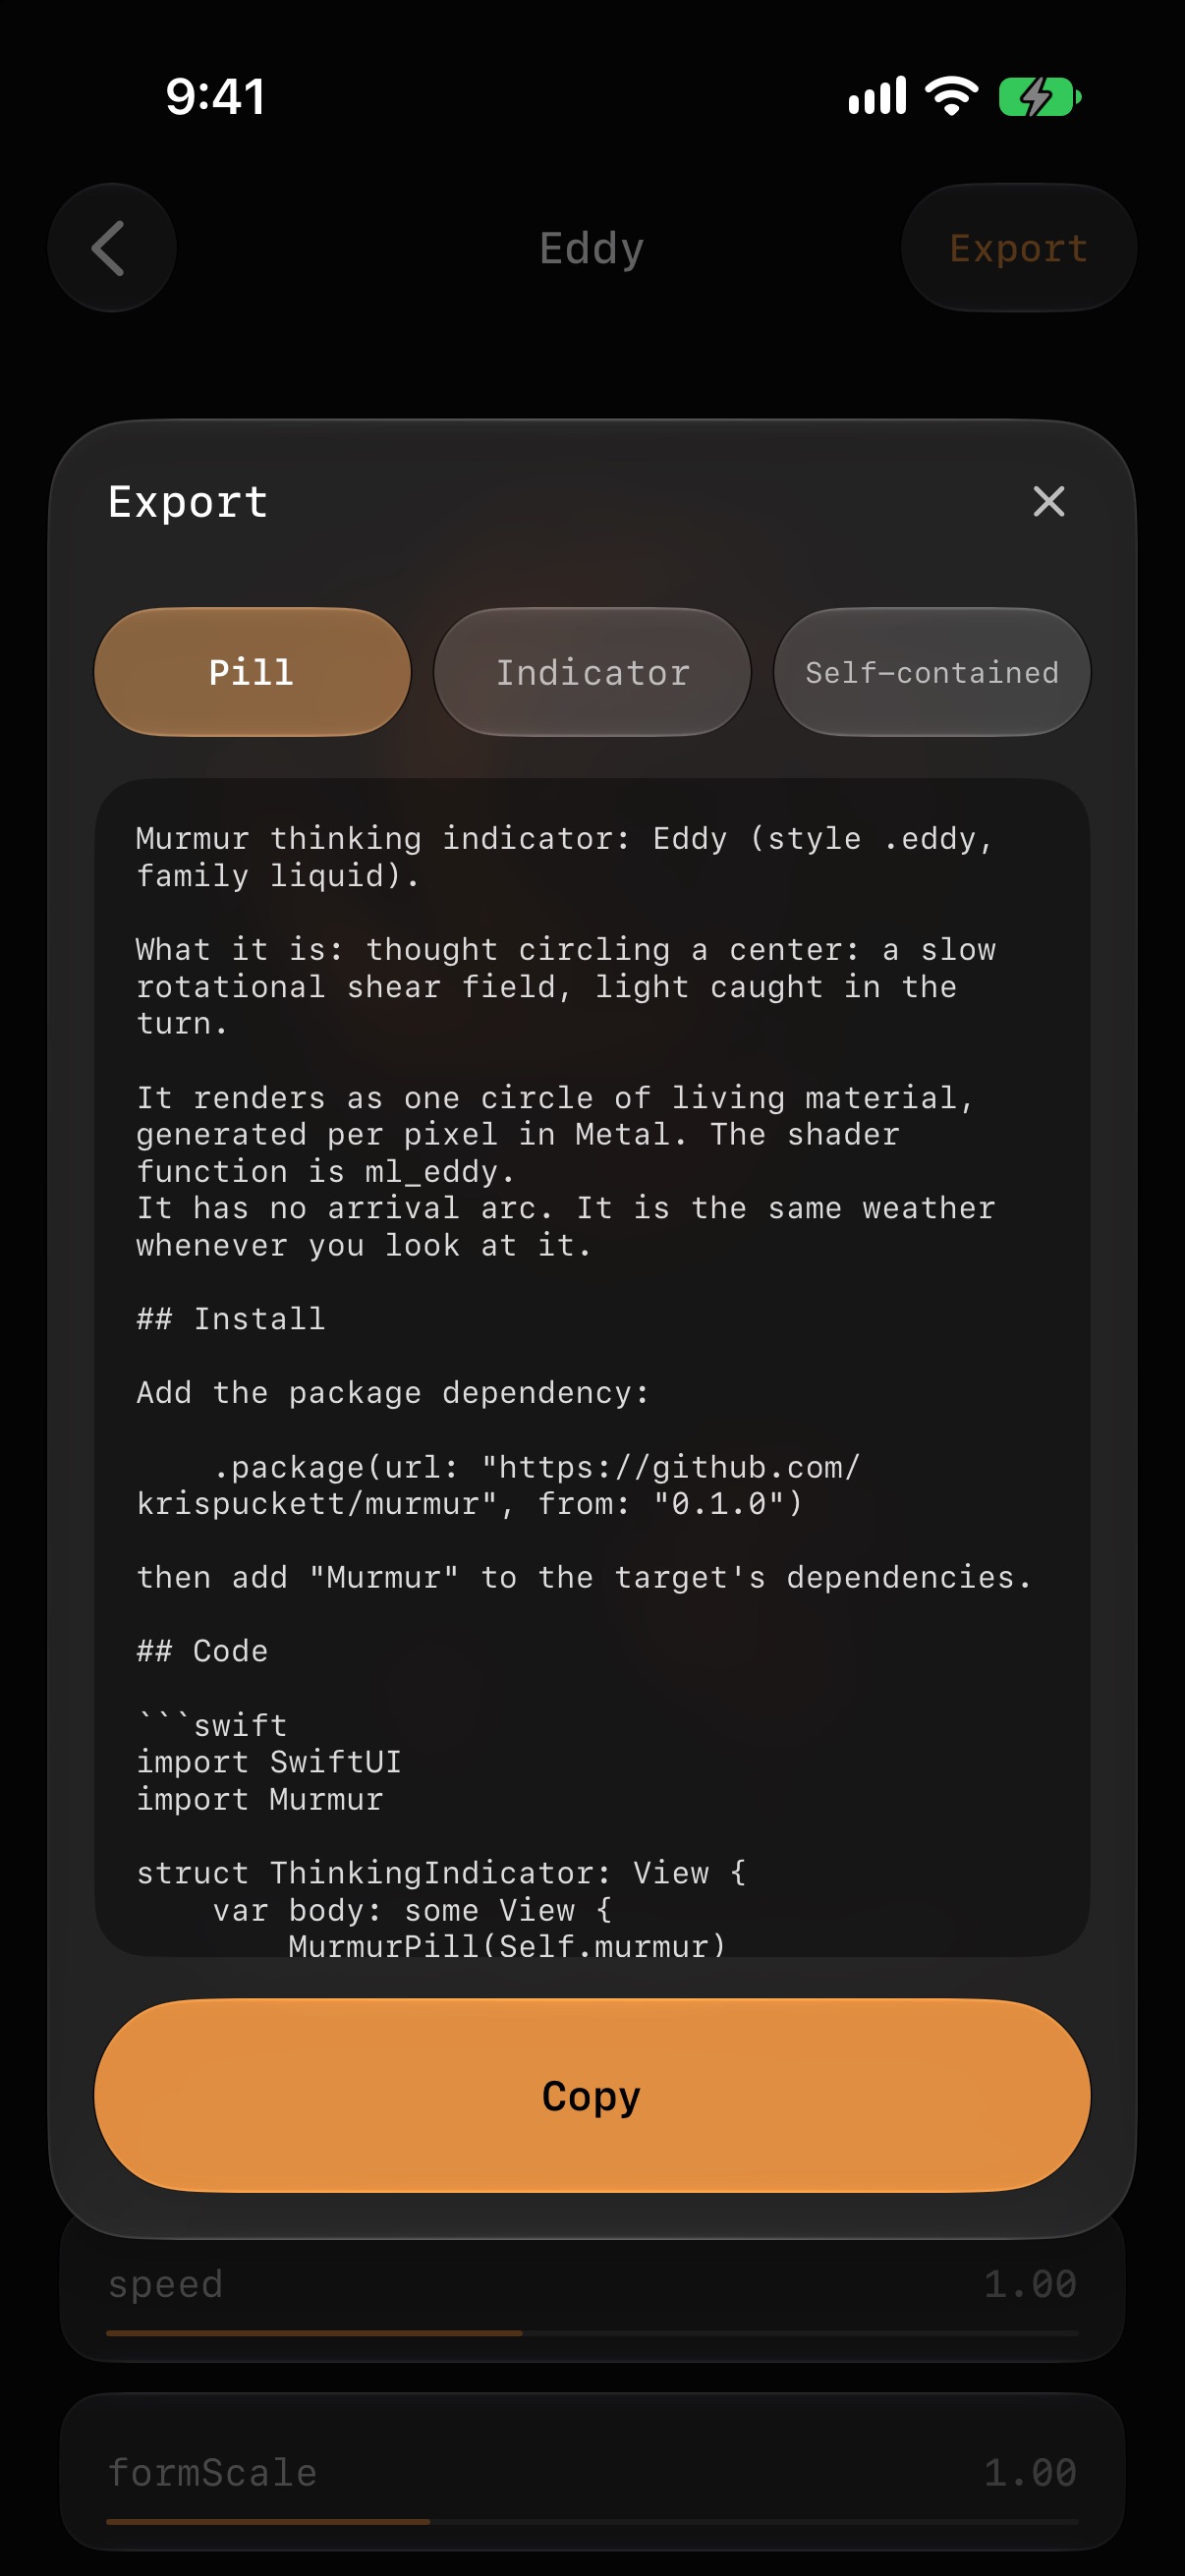 9:41
Eddy
Export
Export
Pill
Indicator
Self-contained
Murmur thinking indicator: Eddy (style .eddy,
family liquid).
What it is: thought circling a center: a slow
rotational shear field, light caught in the
turn.
It renders as one circle of living material,
generated per pixel in Metal. The shader
function is ml_eddy.
It has no arrival arc. It is the same weather
whenever you look at it.
## Install
Add the package dependency:
    .package(url: "https://github.com/
krispuckett/murmur", from: "0.1.0")
then add "Murmur" to the target's dependencies.
## Code
```swift
import SwiftUI
import Murmur
struct ThinkingIndicator: View {
    var body: some View {
        MurmurPill(Self.murmur)
Copy
speed 1.00
formScale 1.00